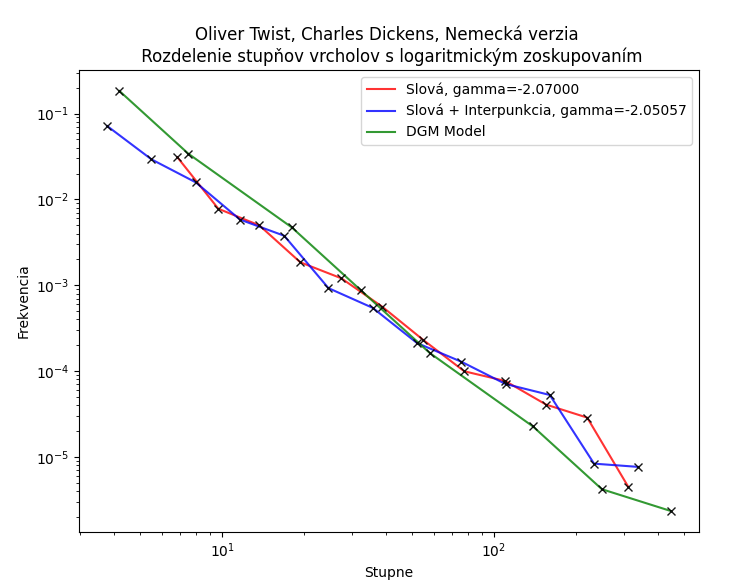 Oliver Twist, Charles Dickens, Nemecká verzia
Rozdelenie stupňov vrcholov s logaritmickým zoskupovaním
Slová, gamma=-2.07000
Slová + Interpunkcia, gamma=-2.05057
DGM Model
10⁻¹
10⁻²
10⁻³
10⁻⁴
10⁻⁵
Frekvencia
10¹
10²
Stupne